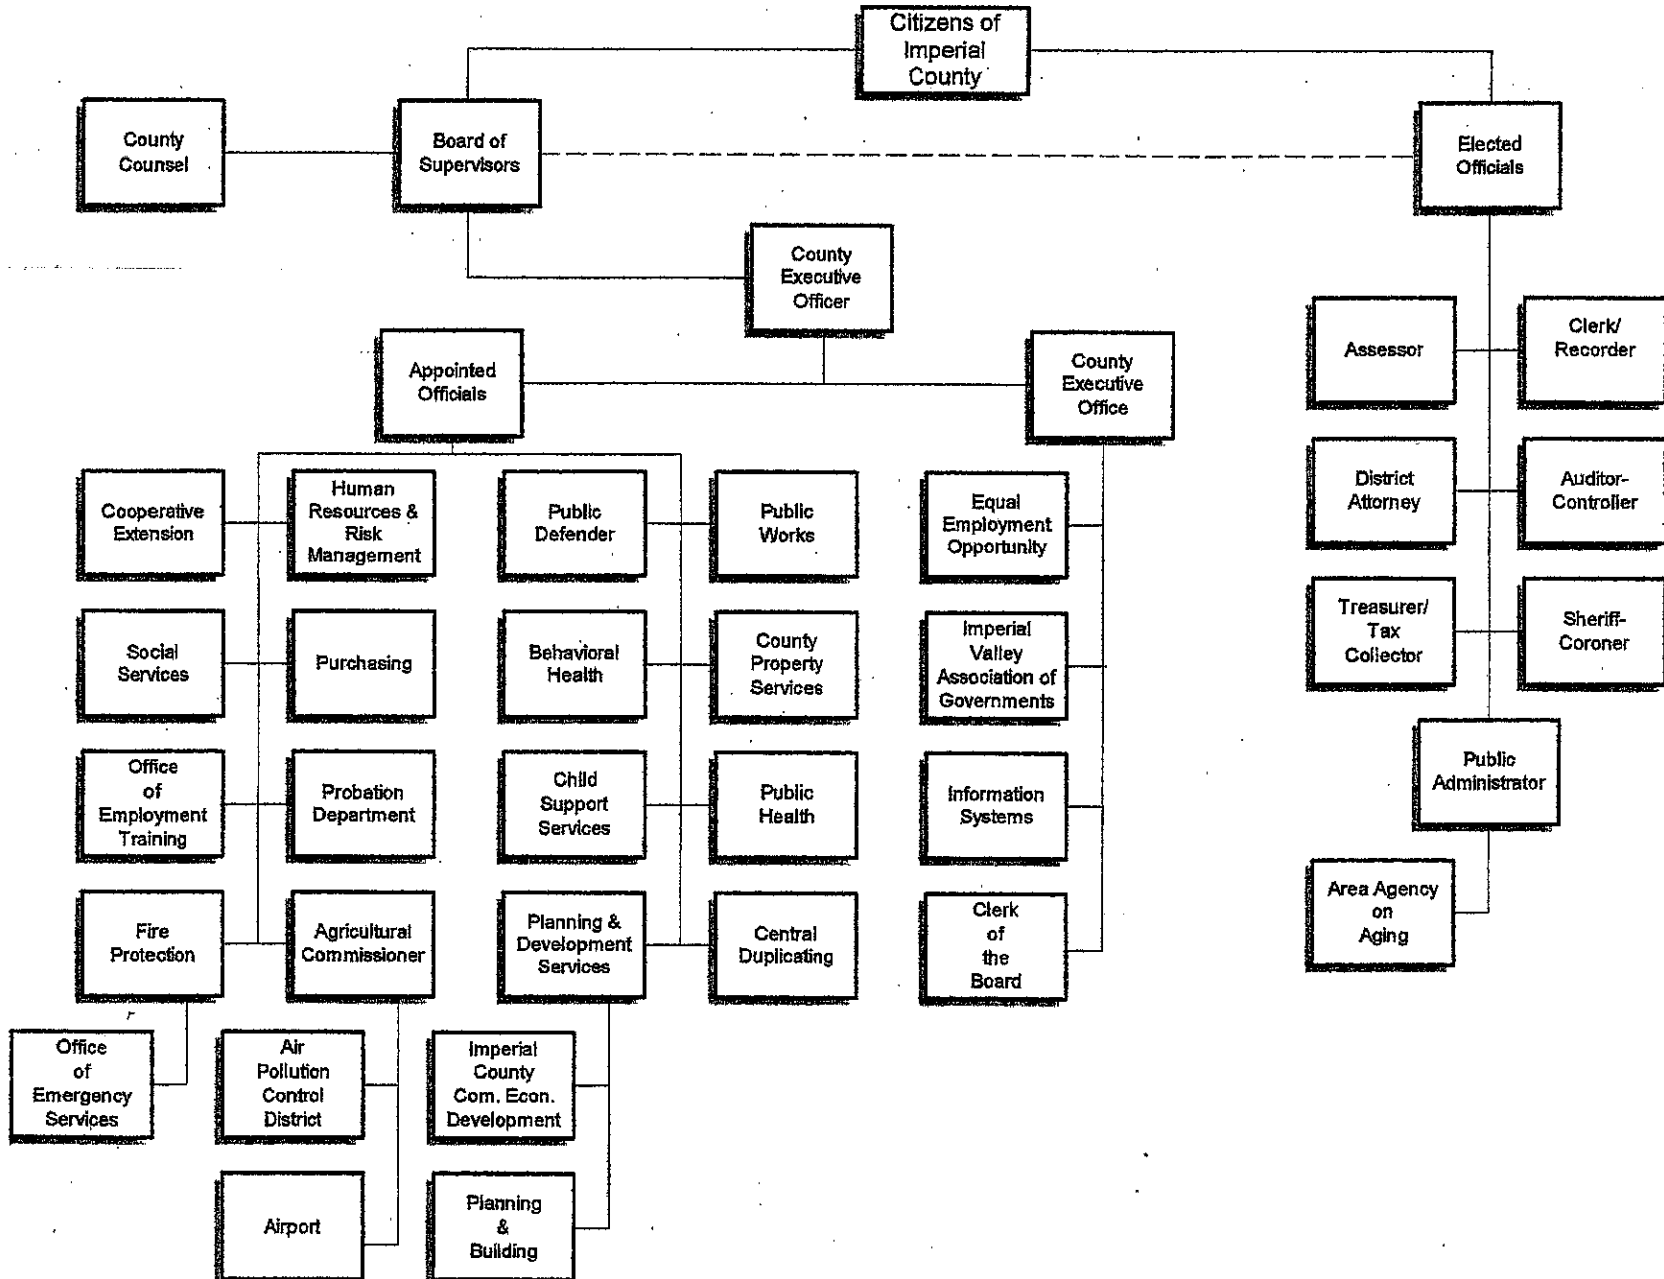 Citizens of
Imperial
County
County
Counsel
Board of
Supervisors
Elected
Officials
County
Executive
Officer
Appointed
Officials
County
Executive
Office
Assessor
Clerk/
Recorder
District
Attorney
Auditor-
Controller
Treasurer/
Tax
Collector
Sheriff-
Coroner
Public
Administrator
Area Agency
on
Aging
Cooperative
Extension
Human
Resources &
Risk
Management
Public
Defender
Public
Works
Equal
Employment
Opportunity
Social
Services
Purchasing
Behavioral
Health
County
Property
Services
Imperial
Valley
Association of
Governments
Office
of
Employment
Training
Probation
Department
Child
Support
Services
Public
Health
Information
Systems
Fire
Protection
Agricultural
Commissioner
Planning &
Development
Services
Central
Duplicating
Clerk
of
the
Board
Office
of
Emergency
Services
Air
Pollution
Control
District
Imperial
County
Com. Econ.
Development
Airport
Planning
&
Building